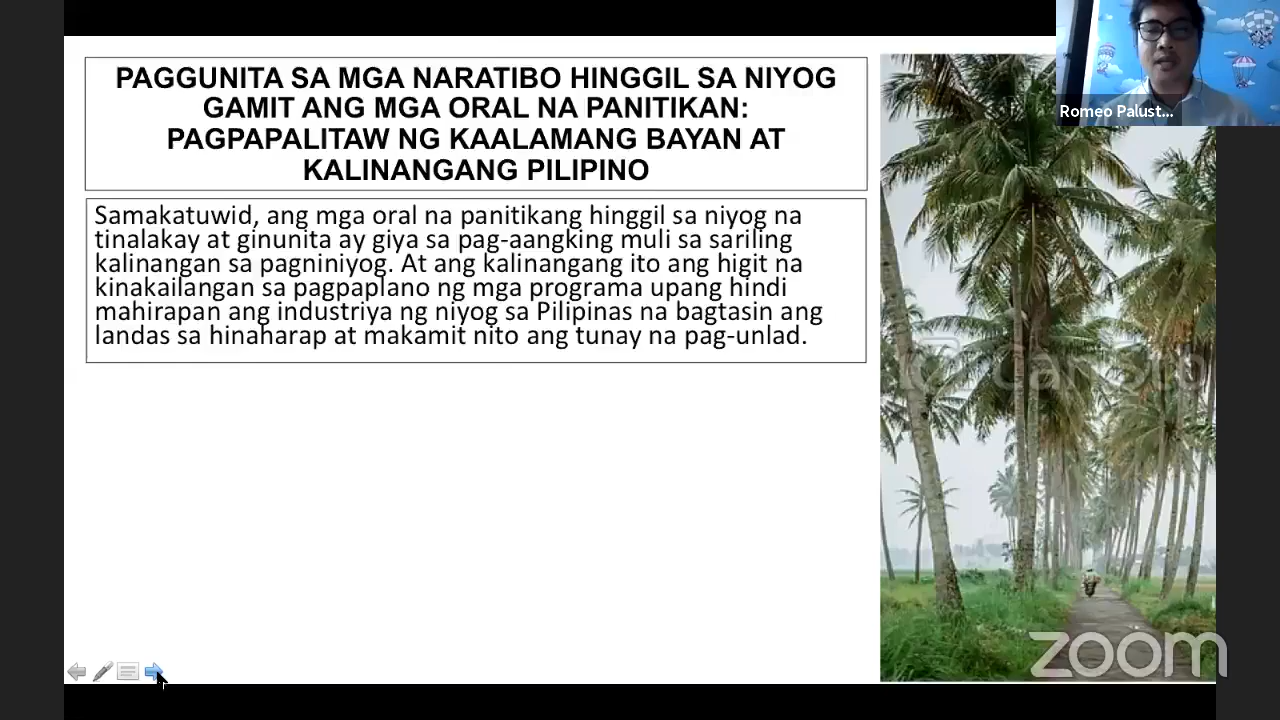 PAGGUNITA SA MGA NARATIBO HINGGIL SA NIYOG
GAMIT ANG MGA ORAL NA PANITIKAN:
PAGPAPALITAW NG KAALAMANG BAYAN AT
KALINANGANG PILIPINO
Romeo Palust...
Samakatuwid, ang mga oral na panitikang hinggil sa niyog na
tinalakay at ginunita ay giya sa pag-aangking muli sa sariling
kalinangan sa pagniniyog. At ang kalinangang ito ang higit na
kinakailangan sa pagpaplano ng mga programa upang hindi
mahirapan ang industriya ng niyog sa Pilipinas na bagtasin ang
landas sa hinaharap at makamit nito ang tunay na pag-unlad.
zoom